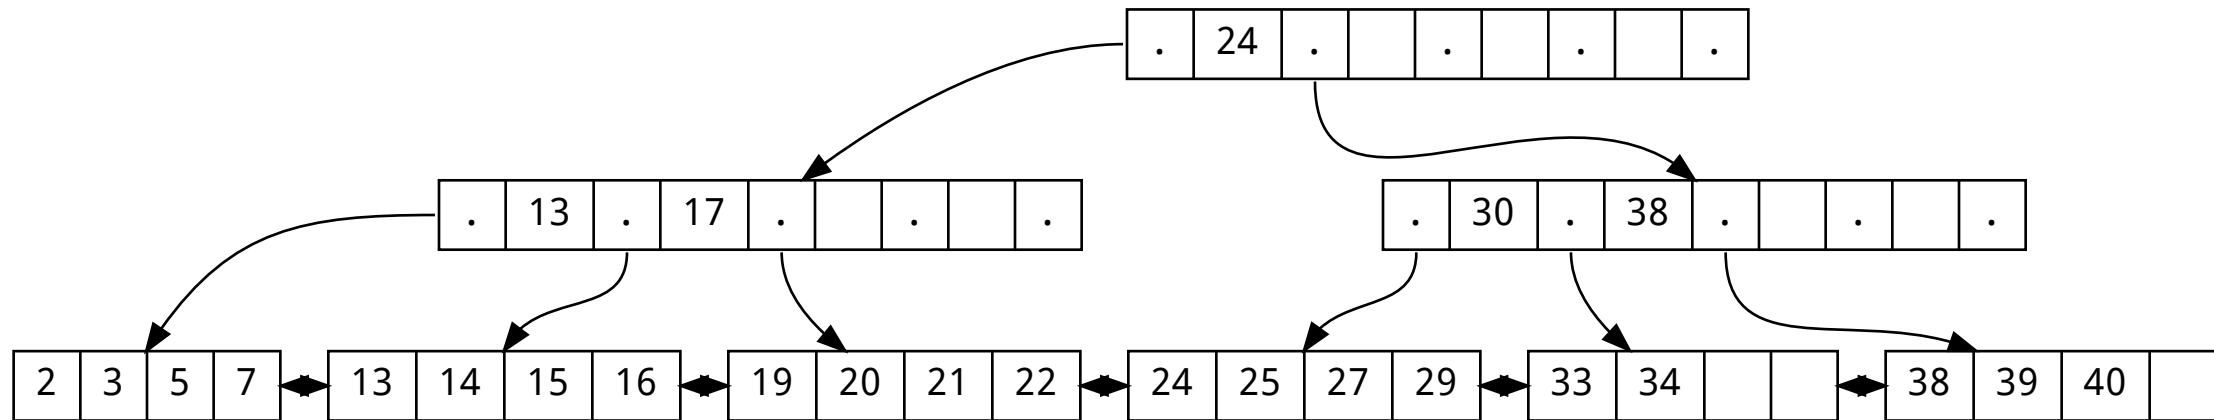 . 24 . . . .
. 13 . 17 . . .
. 30 . 38 . . .
2 3 5 7
13 14 15 16
19 20 21 22
24 25 27 29
33 34
38 39 40